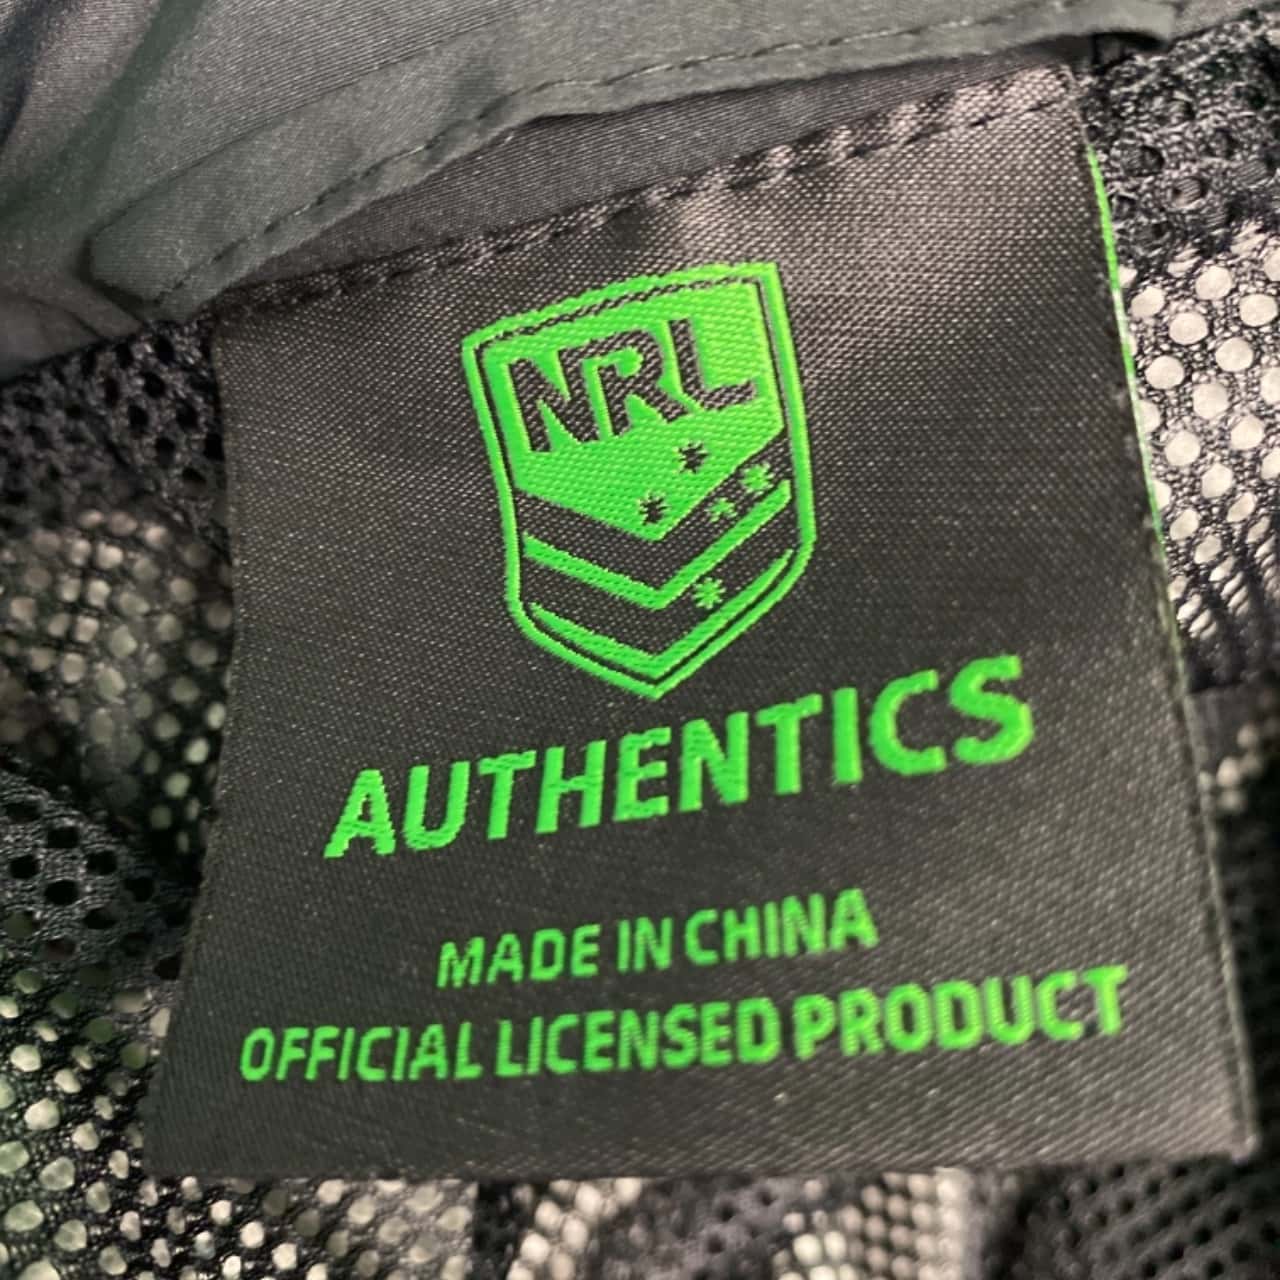 NRL
AUTHENTICS
MADE IN CHINA
OFFICIAL LICENSED PRODUCT